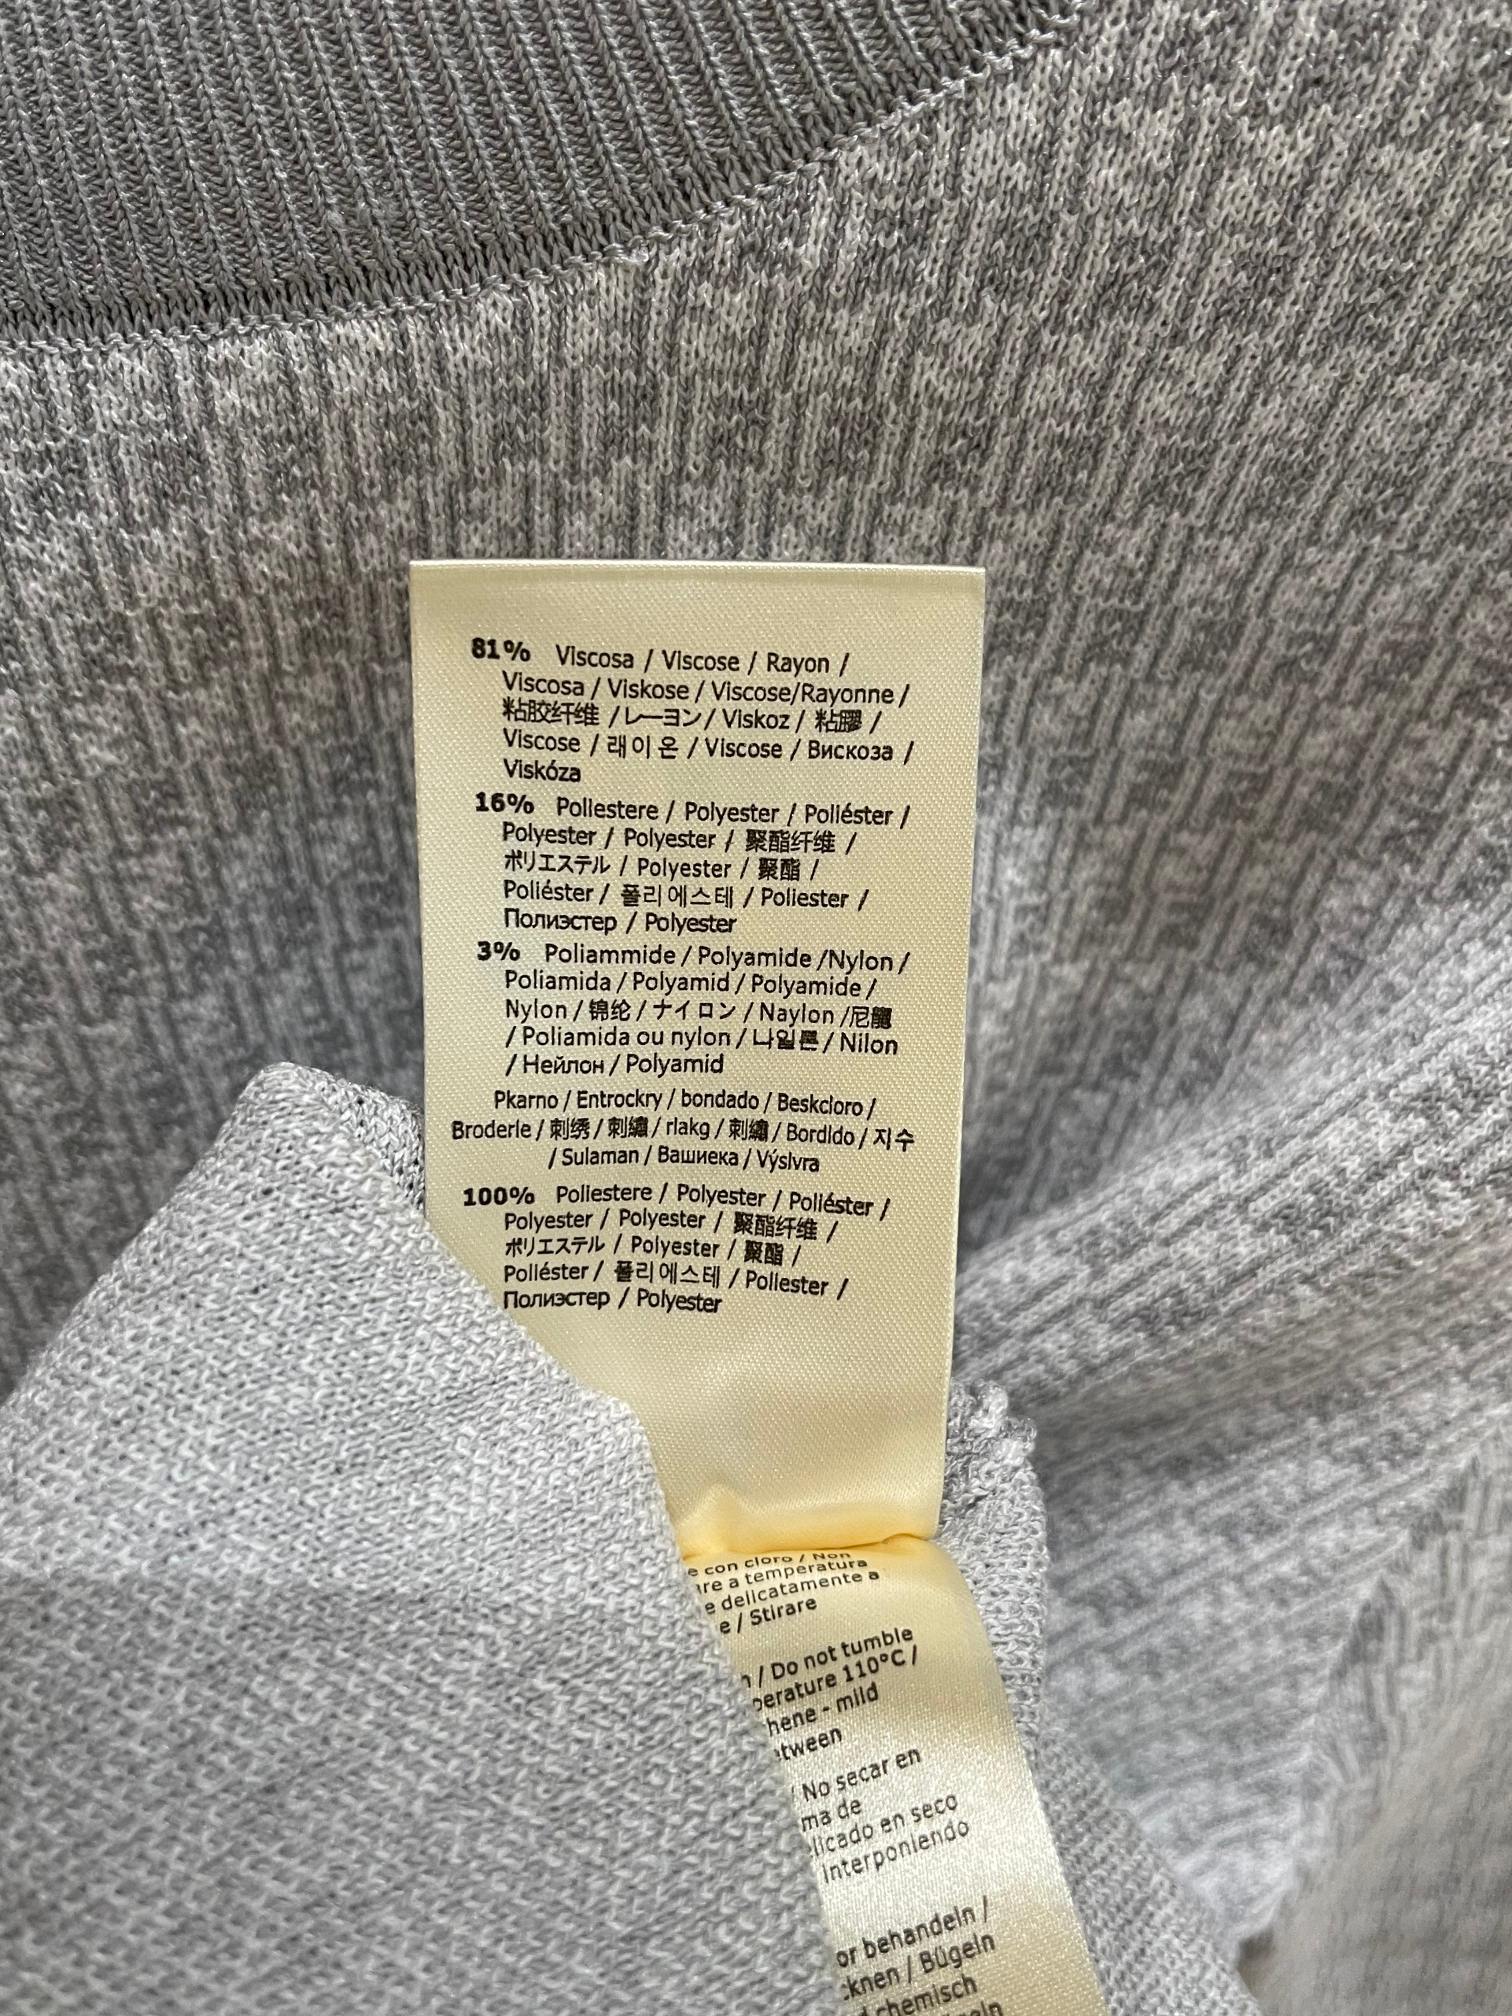 81% Viscosa / Viscose / Rayon /
Viscosa / Viskose / Viscose/Rayonne /
粘胶纤维 /レーヨン/ Viskoz / 粘膠 /
Viscose / 래이온 / Viscose / Вискоза /
Viskóza
16% Poliestere / Polyester / Poliéster /
Polyester / Polyester / 聚酯纤维 /
ポリエステル / Polyester / 聚酯 /
Poliéster / 폴리에스테 / Poliester /
Полиэстер / Polyester
3% Poliammide / Polyamide /Nylon /
Poliamida / Polyamid / Polyamide /
Nylon / 锦纶 / ナイロン / Naylon /尼龍
/ Poliamida ou nylon / 나일론 / Nilon
/ Нейлон / Polyamid
Pkarno / Entrockry / bondado / Beskcloro /
Broderle / 刺绣 / 刺繡 / rlakg / 刺繡 / Bordldo / 지수
/ Sulaman / Вашиека / Výslvra
100% Poliestere / Polyester / Poliéster /
Polyester / Polyester / 聚酯纤维 /
ポリエステル / Polyester / 聚酯 /
Poliéster / 폴리에스테 / Poliester /
Полиэстер / Polyester
e con cloro / Non
re a temperatura
e delicatamente a
e / Stirare
/ Do not tumble
perature 110°C /
hene - mild
etween
/ No secar en
ma de
licado en seco
interponiendo
or behandeln /
cknen / Bügeln
chemisch